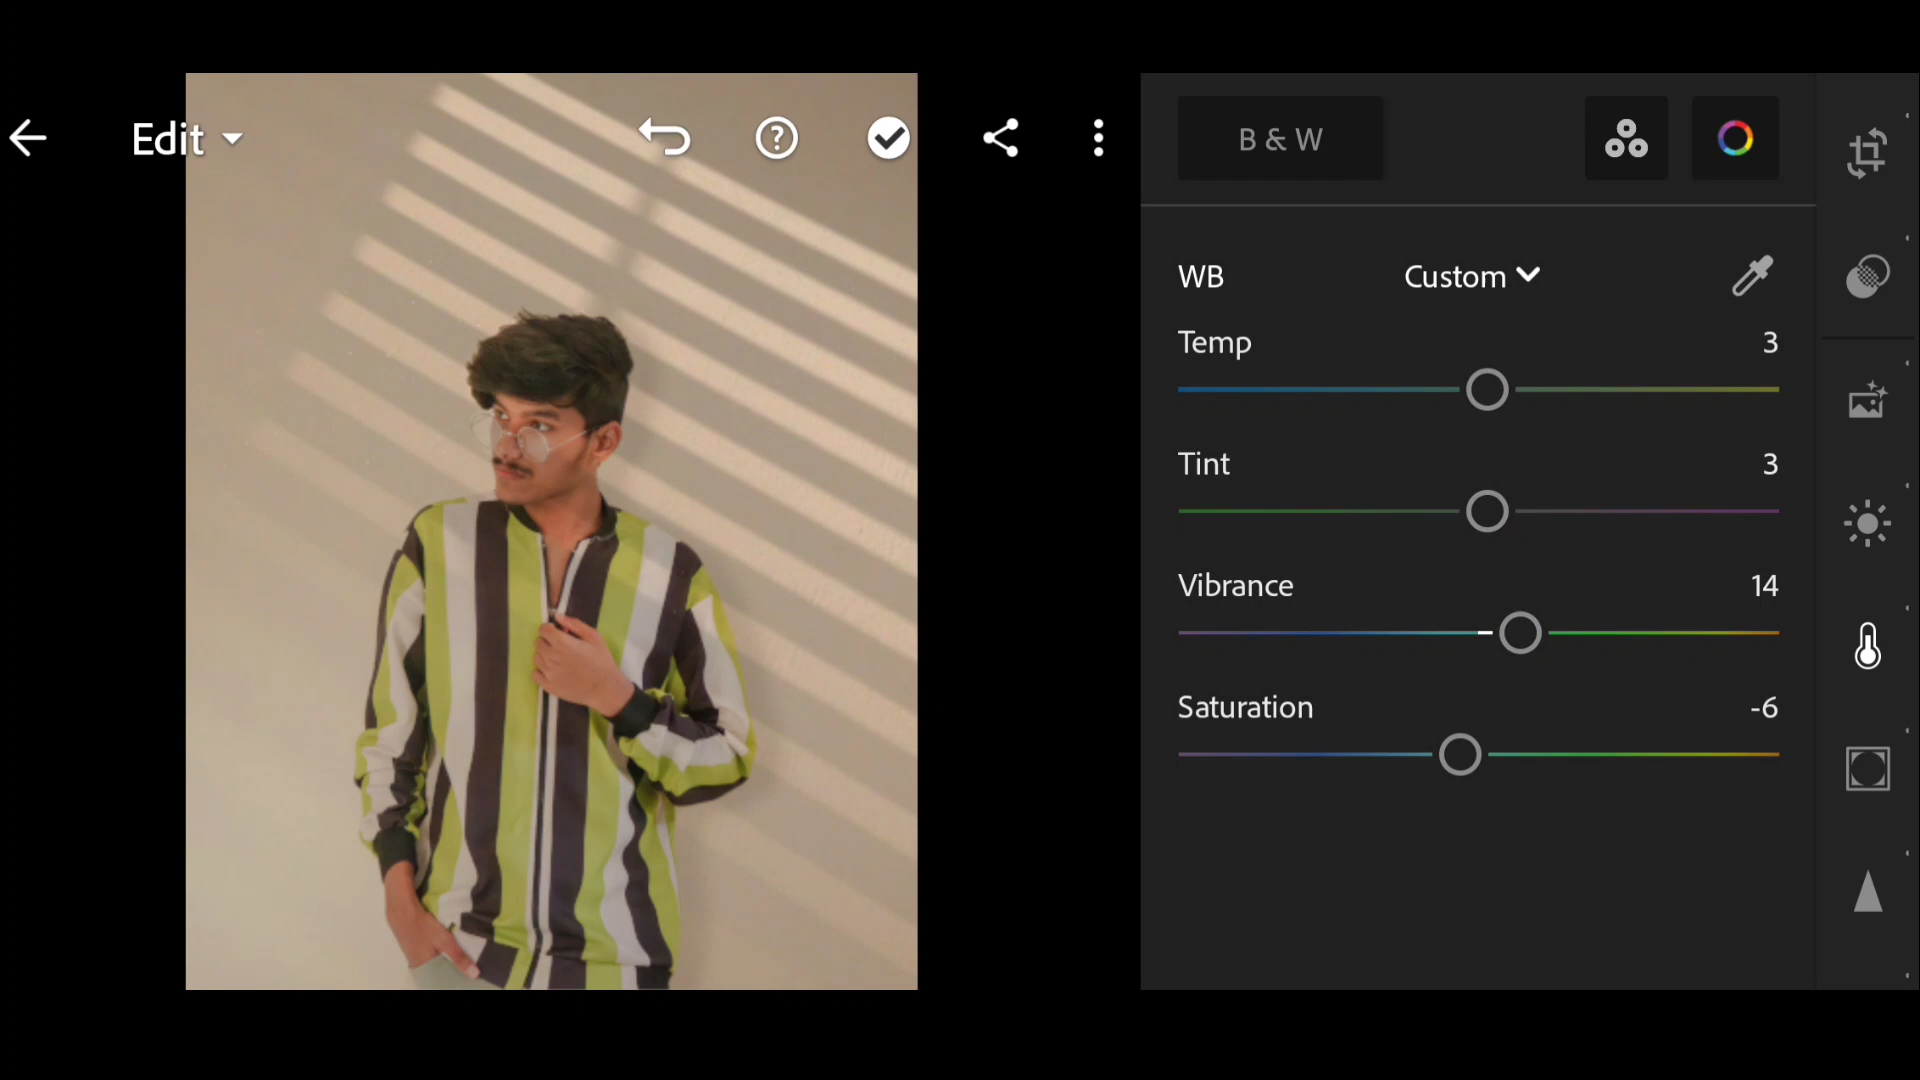 Edit
B & W
WB Custom
Temp 3
Tint 3
Vibrance 14
Saturation -6